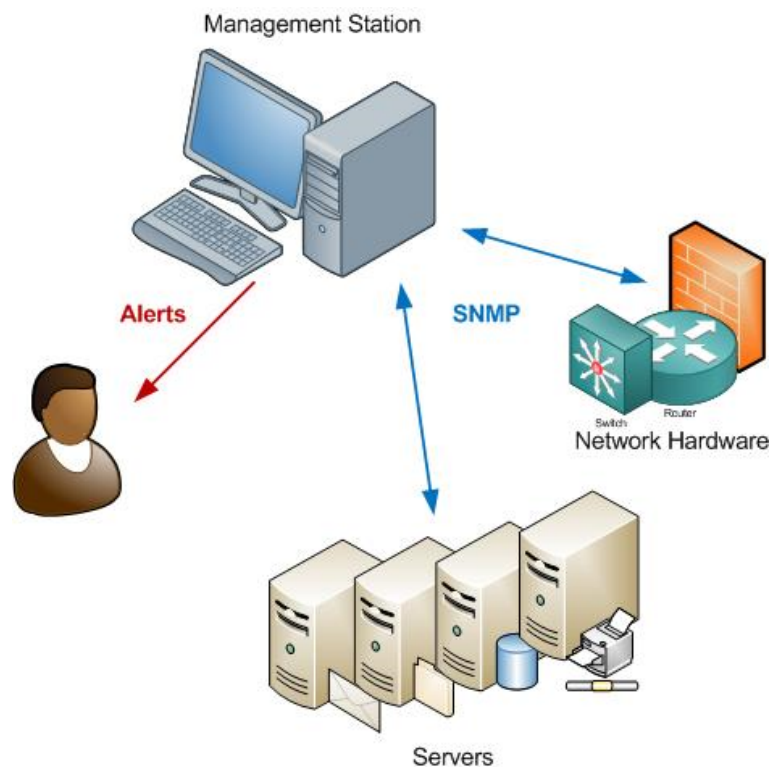 Management Station
Alerts
SNMP
Switch
Router
Network Hardware
Servers